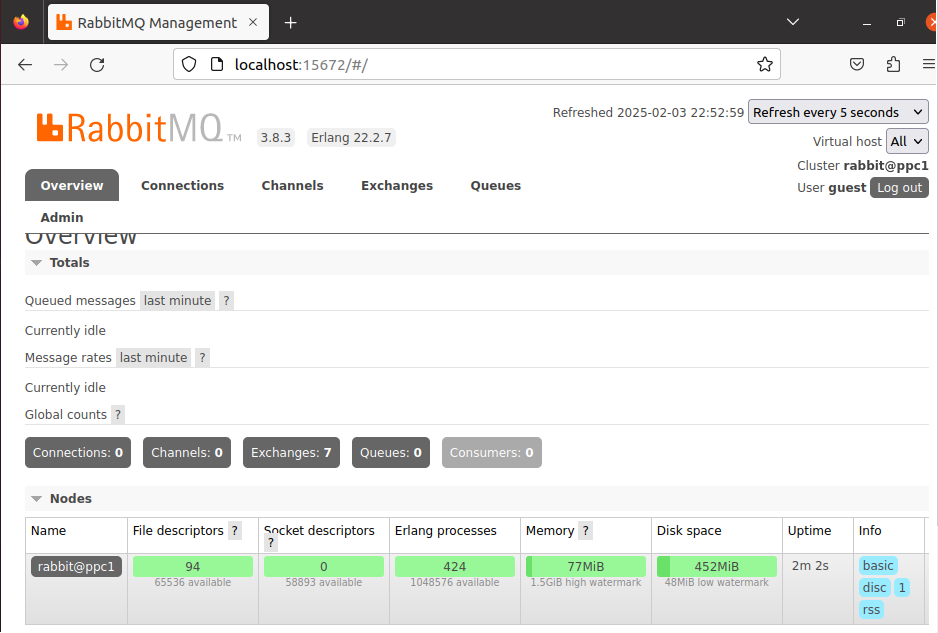 RabbitMQ Management
localhost:15672/#/
RabbitMQ TM 3.8.3 Erlang 22.2.7
Refreshed 2025-02-03 22:52:59 Refresh every 5 seconds
Virtual host All
Cluster rabbit@ppc1
User guest Log out
Overview Connections Channels Exchanges Queues
Admin
Overview
Totals
Queued messages last minute ?
Currently idle
Message rates last minute ?
Currently idle
Global counts ?
Connections: 0 Channels: 0 Exchanges: 7 Queues: 0 Consumers: 0
Nodes
Name File descriptors ? Socket descriptors ? Erlang processes Memory ? Disk space Uptime Info
rabbit@ppc1 94 0 424 77MiB 452MiB 2m 2s basic
65536 available 58893 available 1048576 available 1.5GiB high watermark 48MiB low watermark
disc 1
rss